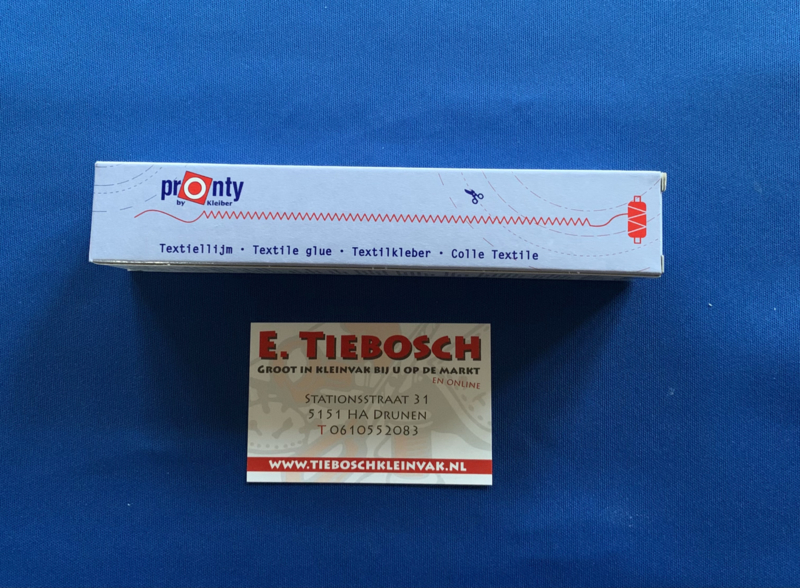 prOnty
by Kleiber
Textiellijm · Textile glue · Textilkleber · Colle Textile
E. TIEBOSCH
GROOT IN KLEINVAK BIJ U OP DE MARKT
EN ONLINE
STATIONSSTRAAT 31
5151 HA DRUNEN
T 0610552083
WWW.TIEBOSCHKLEINVAK.NL